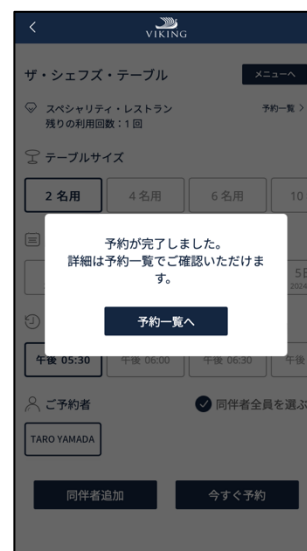 VIKING
ザ・シェフズ・テーブル
メニューへ
スペシャリティ・レストラン
予約一覧
残りの利用回数：1 回
テーブルサイズ
2 名用
4 名用
6 名用
10
予約が完了しました。
詳細は予約一覧でご確認いただけま
す。
5日
2024
予約一覧へ
午後 05:30
午後 06:00
午後 06:30
午後
ご予約者
同伴者全員を選ぶ
TARO YAMADA
同伴者追加
今すぐ予約